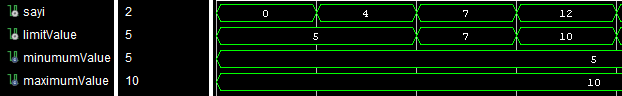 sayi 2 0 4 7 12
limitValue 5 5 7 10
minumumValue 5 5
maximumValue 10 10